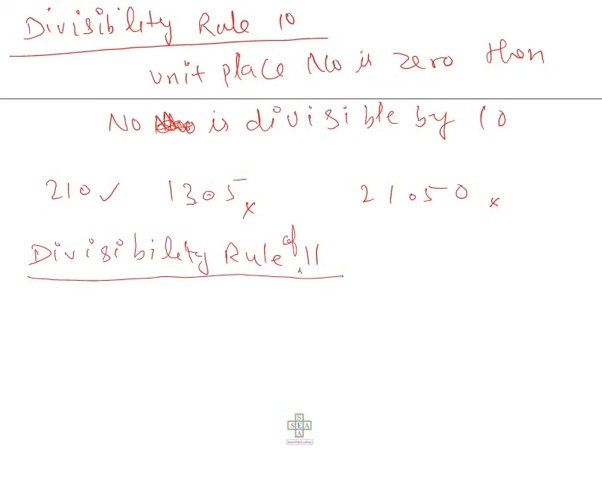 Divisibility Rule 10
unit place No is zero then
No is divisible by 10
210 ✓ 1305 x 21050 x
Divisibility Rule of 11
S
SEA
A